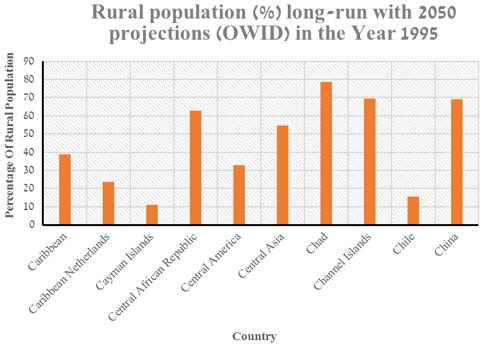 Rural population (%) long-run with 2050
projections (OWID) in the Year 1995
Percentage Of Rural Population
90
80
70
60
50
40
30
20
10
0
Caribbean
Caribbean Netherlands
Cayman Islands
Central African Republic
Central America
Central Asia
Chad
Channel Islands
Chile
China
Country